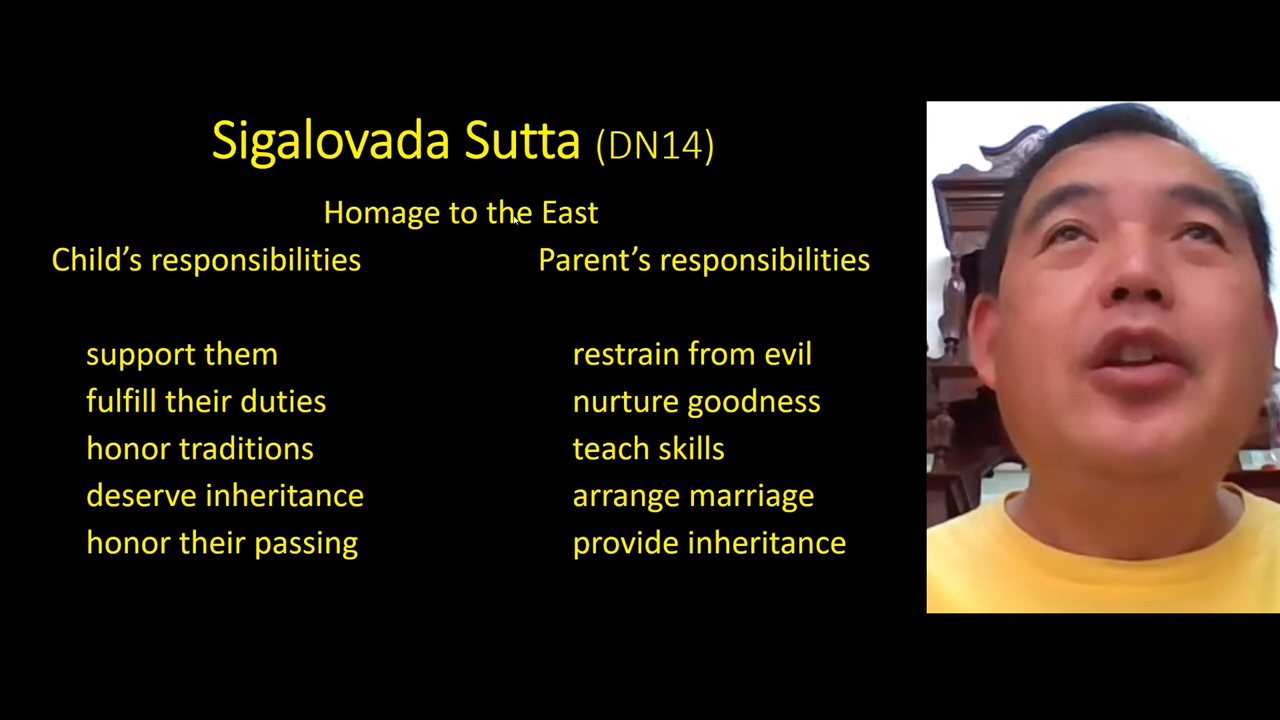 Sigalovada Sutta (DN14)
Homage to the East
Child’s responsibilities
support them
fulfill their duties
honor traditions
deserve inheritance
honor their passing
Parent’s responsibilities
restrain from evil
nurture goodness
teach skills
arrange marriage
provide inheritance